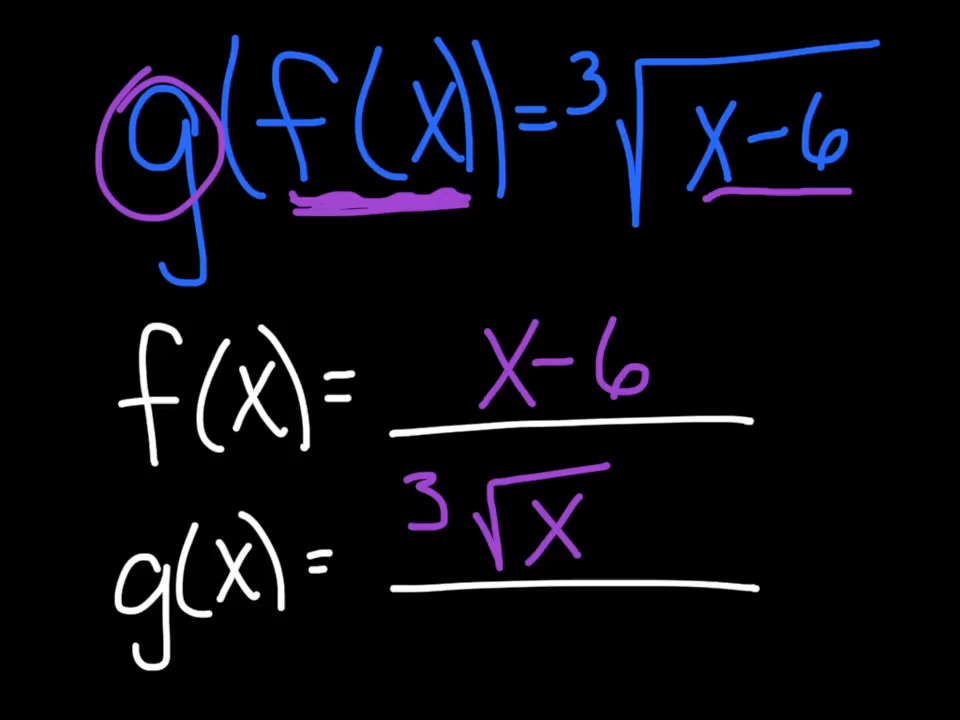 g(f(x))=³√x-6
f(x)= x-6
g(x)= ³√x